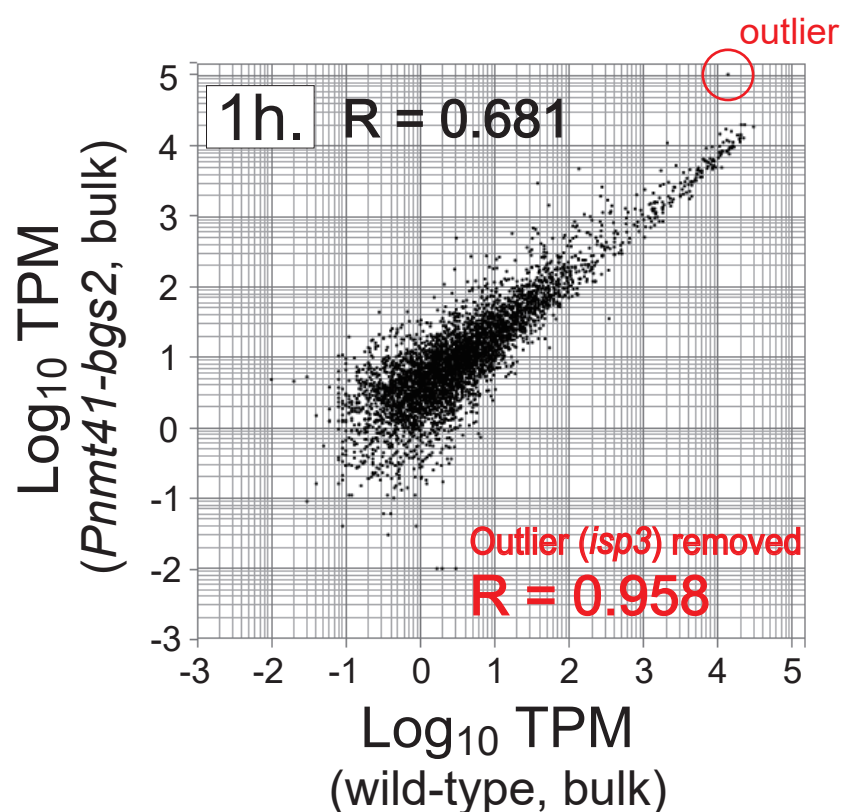 outlier
1h. R = 0.681
5
4
3
2
1
0
-1
-2
-3
Log10 TPM
(Pnmt41-bgs2, bulk)
Outlier (isp3) removed
R = 0.958
-3 -2 -1 0 1 2 3 4 5
Log10 TPM
(wild-type, bulk)